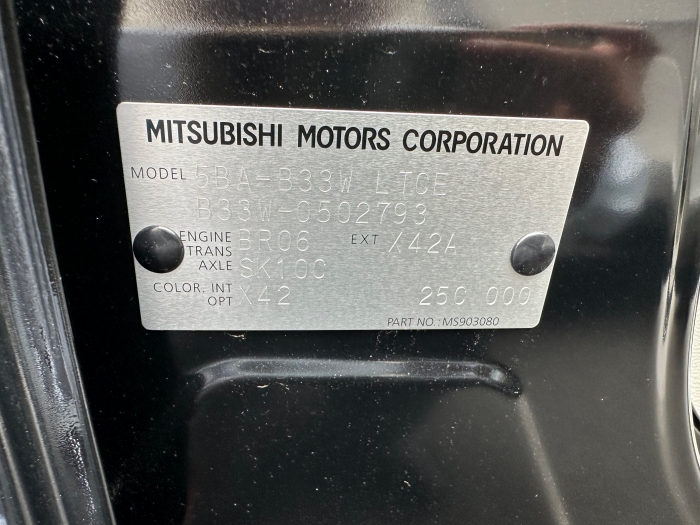 MITSUBISHI MOTORS CORPORATION
MODEL 5BA-B33W LTCE
B33W-0502793
ENGINE BR06 EXT X42A
TRANS
AXLE SK10C
COLOR, INT X42 25C 000
OPT
PART NO.: MS903080